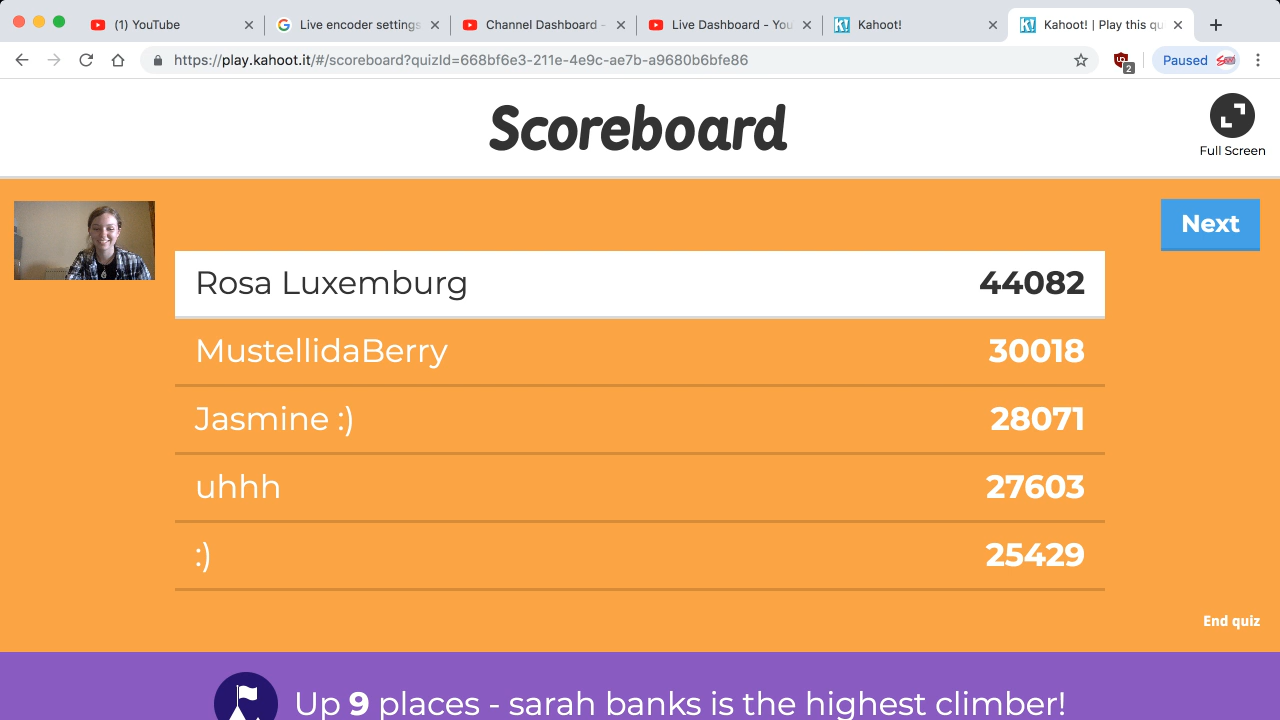 (1) YouTube
Live encoder settings
Channel Dashboard -
Live Dashboard - You
K!
Kahoot!
K!
Kahoot! | Play this qu
https://play.kahoot.it/#/scoreboard?quizId=668bf6e3-211e-4e9c-ae7b-a9680b6bfe86
2
Paused
Scoreboard
Full Screen
Next
Rosa Luxemburg 44082
MustellidaBerry 30018
Jasmine :) 28071
uhhh 27603
:) 25429
End quiz
Up 9 places - sarah banks is the highest climber!